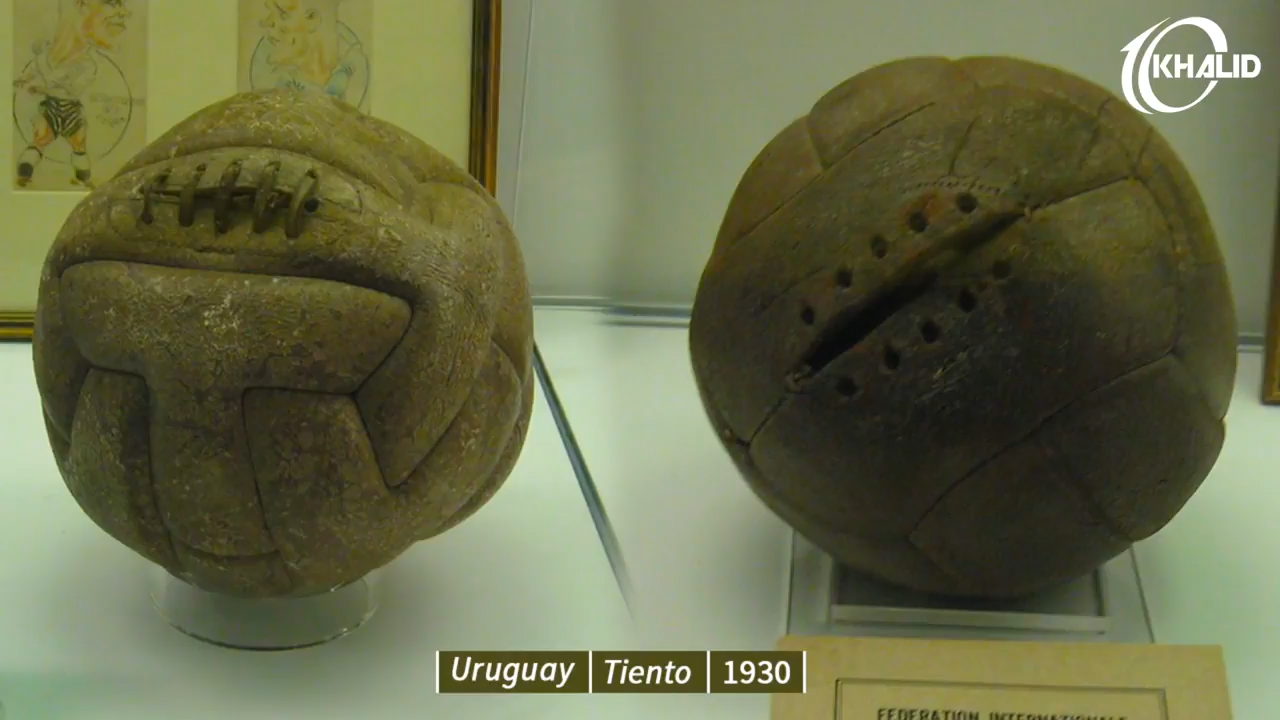 KHALID
Uruguay | Tiento | 1930
FEDERATION INTERNATIONALE